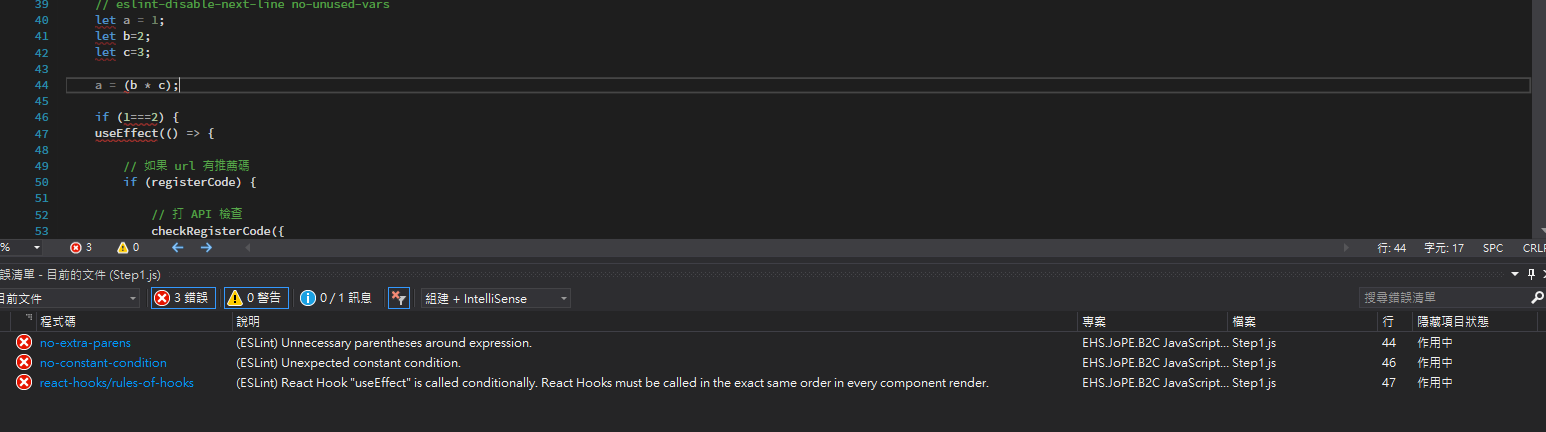 39 // eslint-disable-next-line no-unused-vars
40 let a = 1;
41 let b=2;
42 let c=3;
43
44 a = (b * c);
45
46 if (1===2) {
47 useEffect(() => {
48
49 // 如果 url 有推薦碼
50 if (registerCode) {
51
52 // 打 API 檢查
53 checkRegisterCode({
% 3 0 行: 44 字元: 17 SPC CRLF
誤清單 - 目前的文件 (Step1.js)
目前文件 3 錯誤 0 警告 0 / 1 訊息 組建 + IntelliSense 搜尋錯誤清單
程式碼 說明 專案 檔案 行 隱藏項目狀態
no-extra-parens (ESLint) Unnecessary parentheses around expression. EHS.JoPE.B2C JavaScript... Step1.js 44 作用中
no-constant-condition (ESLint) Unexpected constant condition. EHS.JoPE.B2C JavaScript... Step1.js 46 作用中
react-hooks/rules-of-hooks (ESLint) React Hook "useEffect" is called conditionally. React Hooks must be called in the exact same order in every component render. EHS.JoPE.B2C JavaScript... Step1.js 47 作用中